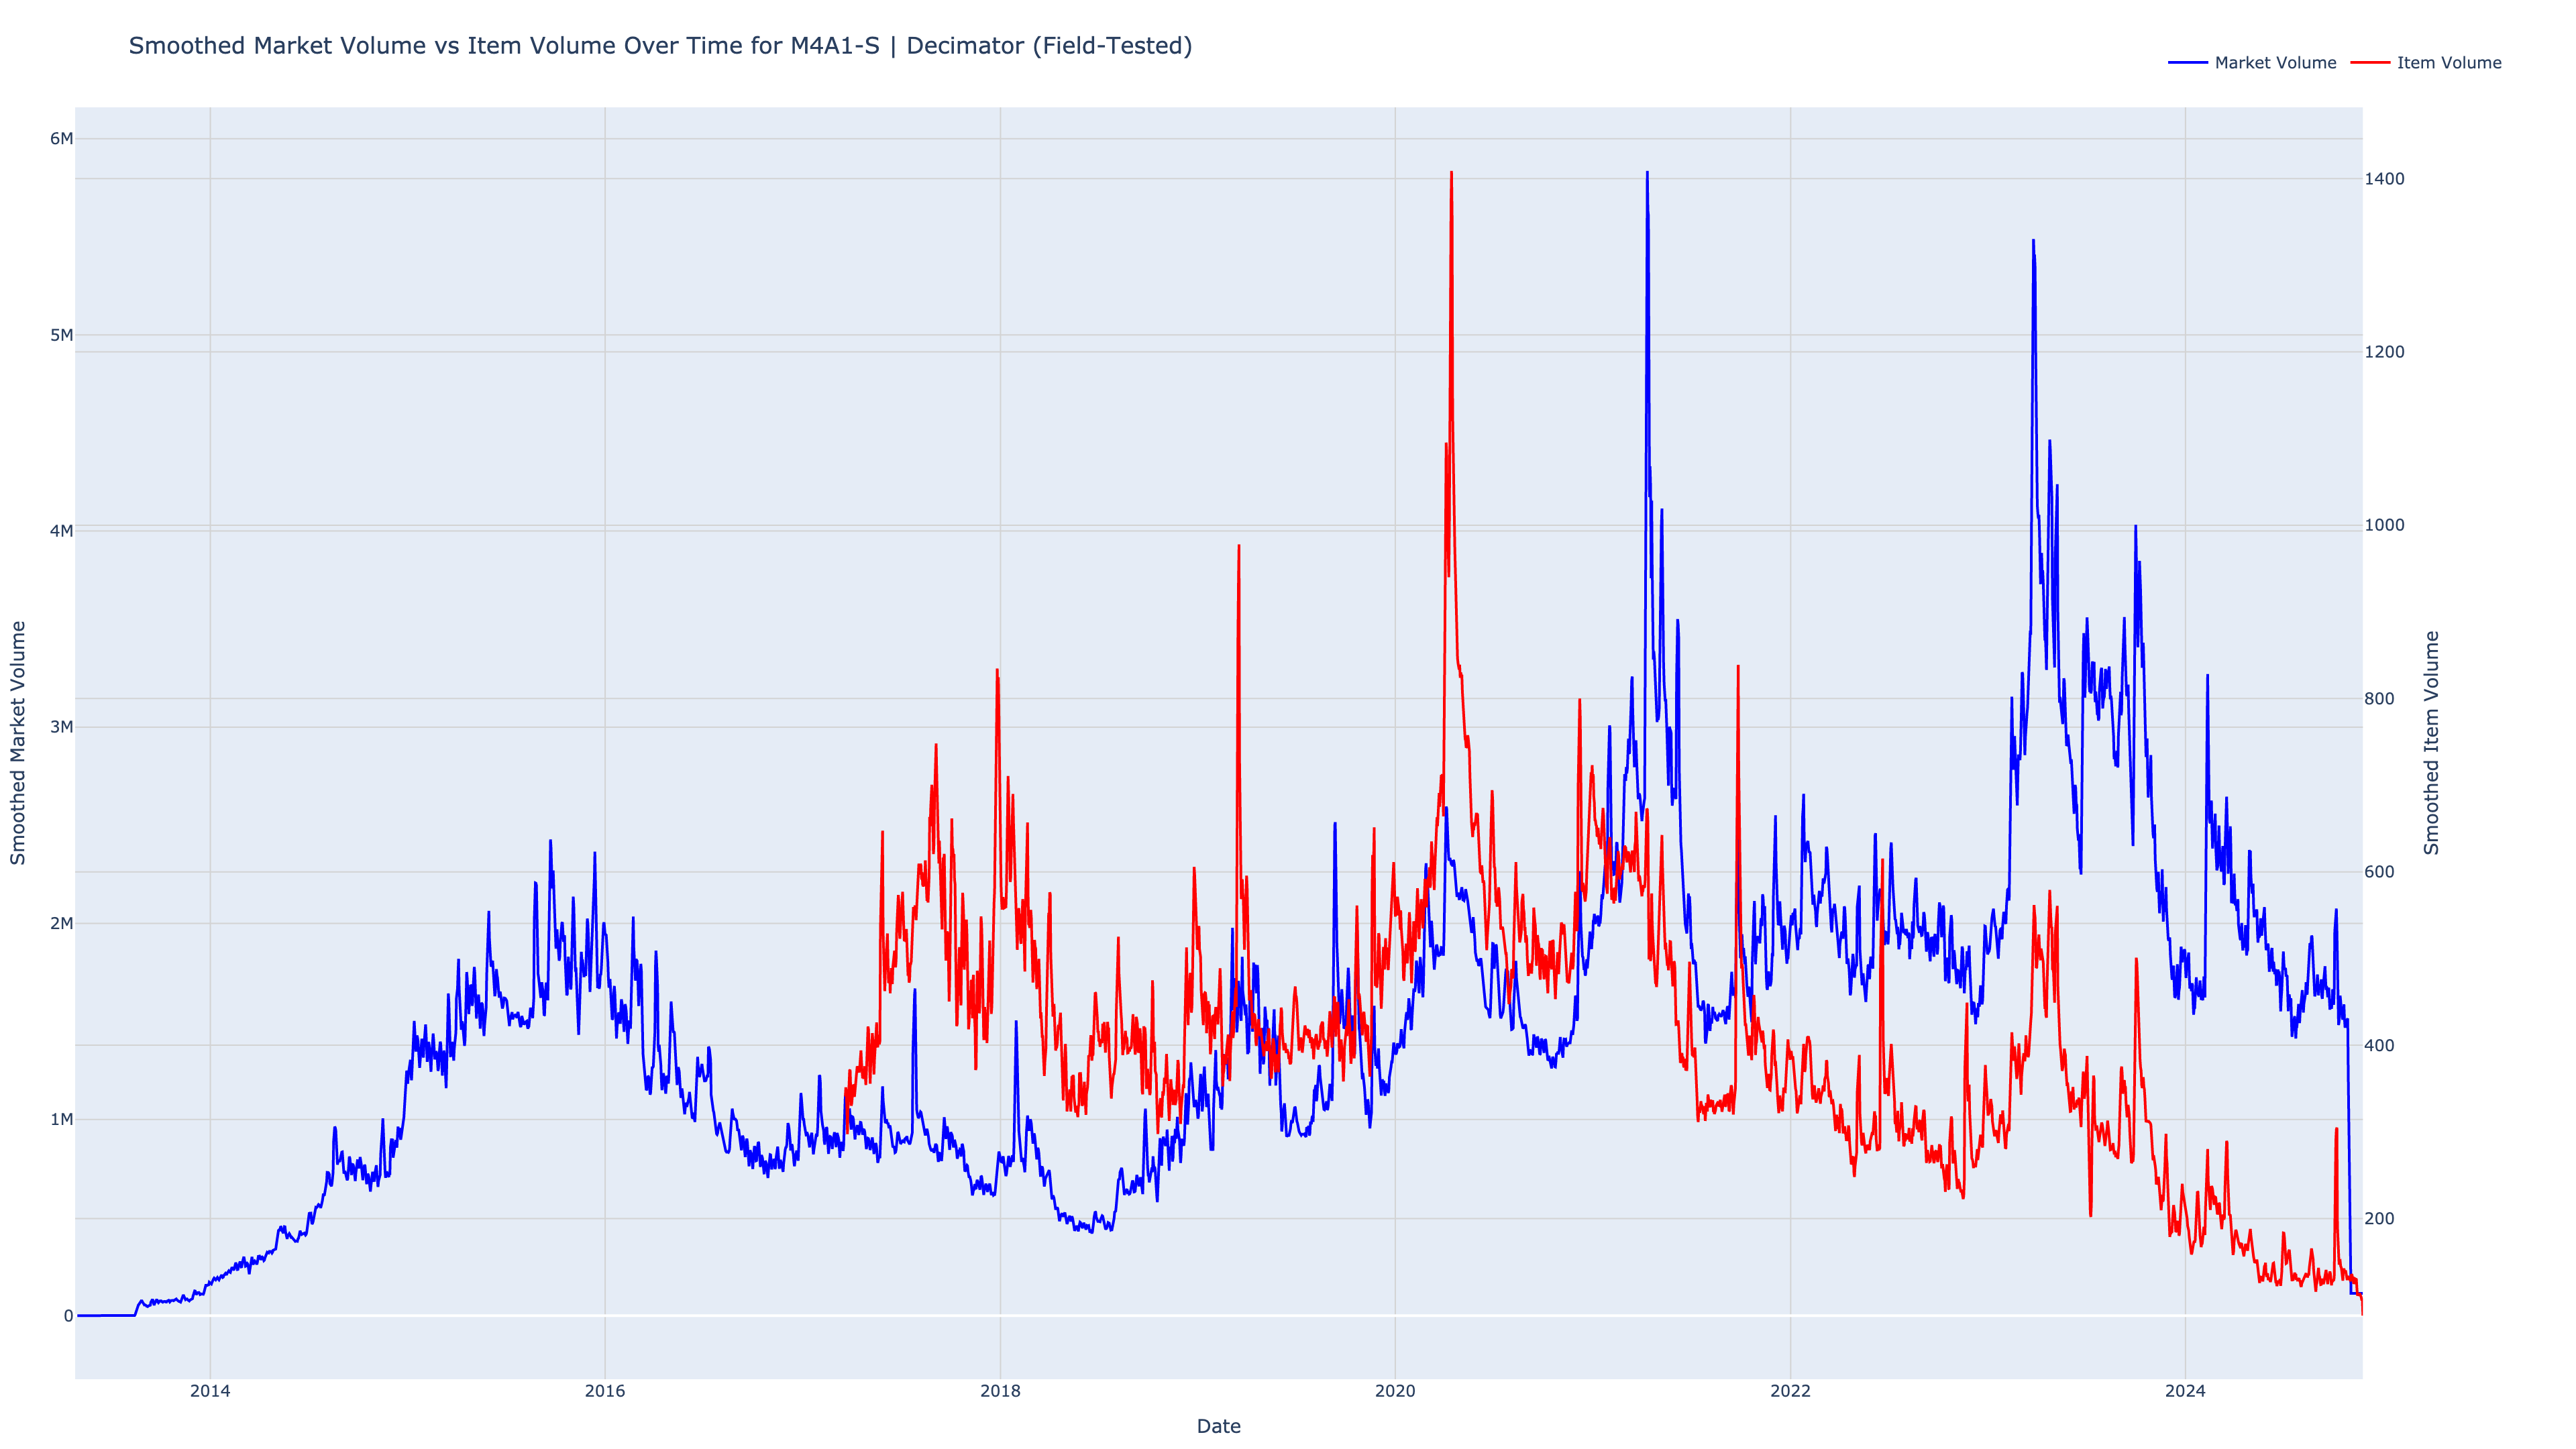 Smoothed Market Volume vs Item Volume Over Time for M4A1-S | Decimator (Field-Tested)
Market Volume
Item Volume
6M
5M
4M
3M
2M
1M
0
Smoothed Market Volume
1400
1200
1000
800
600
400
200
Smoothed Item Volume
2014
2016
2018
2020
2022
2024
Date